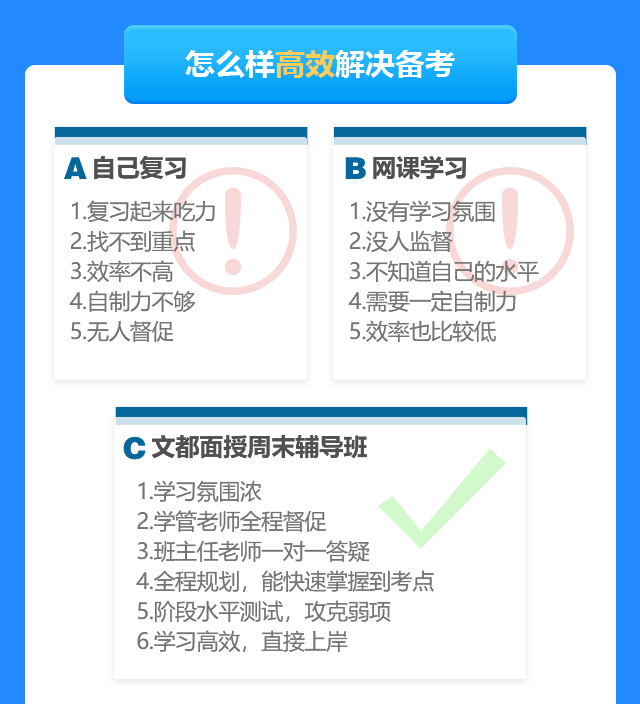 怎么样高效解决备考
A 自己复习
1.复习起来吃力
2.找不到重点
3.效率不高
4.自制力不够
5.无人督促
B 网课学习
1.没有学习氛围
2.没人监督
3.不知道自己的水平
4.需要一定自制力
5.效率也比较低
C 文都面授周末辅导班
1.学习氛围浓
2.学管老师全程督促
3.班主任老师一对一答疑
4.全程规划，能快速掌握到考点
5.阶段水平测试，攻克弱项
6.学习高效，直接上岸